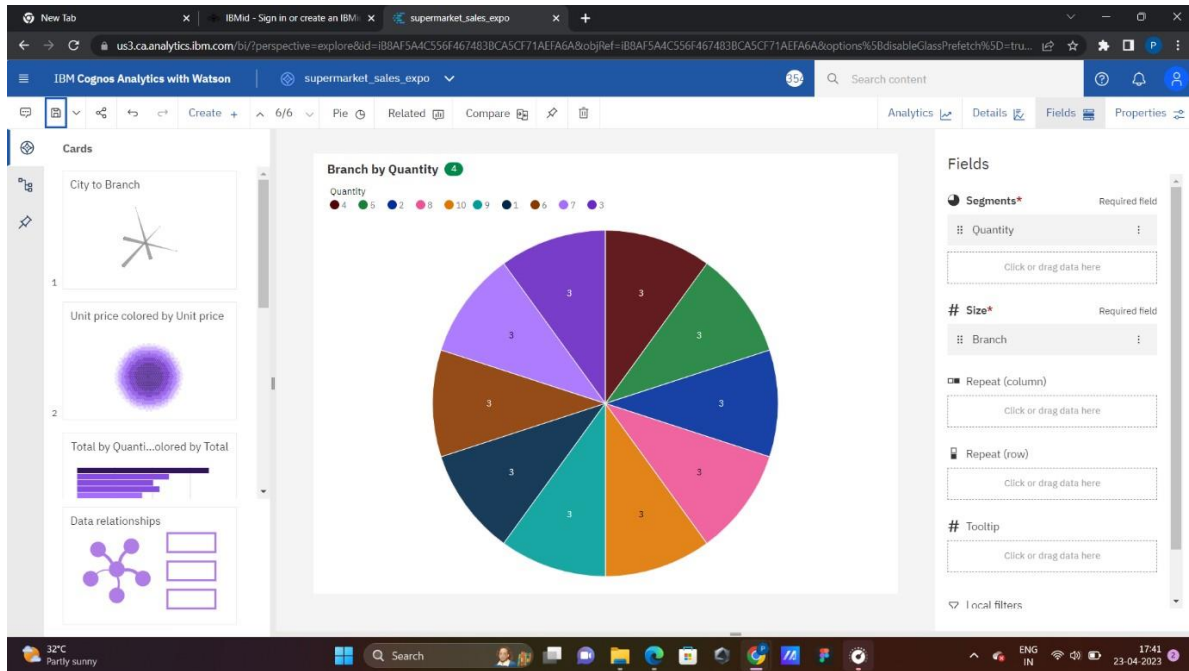 New Tab
IBMid - Sign in or create an IBMi
supermarket_sales_expo
us3.ca.analytics.ibm.com/bi/?perspective=explore&id=iB8AF5A4C556F467483BCA5CF71AEFA6A&objRef=iB8AF5A4C556F467483BCA5CF71AEFA6A&options%5BdisableGlassPrefetch%5D=tru...
P
IBM Cognos Analytics with Watson
supermarket_sales_expo
354
Search content
Create +
6/6
Pie
Related
Compare
Analytics
Details
Fields
Properties
Cards
City to Branch
1
Unit price colored by Unit price
2
Total by Quanti...olored by Total
Data relationships
Branch by Quantity 4
Quantity
4 5 2 8 10 9 1 6 7 3
3 3
3 3
3 3
3 3
3 3
Fields
Segments* Required field
Quantity
Click or drag data here
# Size* Required field
Branch
Repeat (column)
Click or drag data here
Repeat (row)
Click or drag data here
# Tooltip
Click or drag data here
Local filters
32°C
Partly sunny
Search
ENG
IN
17:41
23-04-2023
2